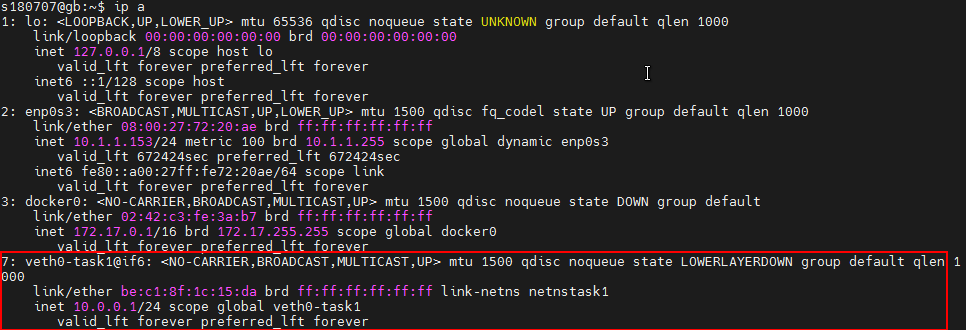 s180707@gb:~$ ip a
1: lo: <LOOPBACK,UP,LOWER_UP> mtu 65536 qdisc noqueue state UNKNOWN group default qlen 1000
    link/loopback 00:00:00:00:00:00 brd 00:00:00:00:00:00
    inet 127.0.0.1/8 scope host lo
       valid_lft forever preferred_lft forever
    inet6 ::1/128 scope host
       valid_lft forever preferred_lft forever
2: enp0s3: <BROADCAST,MULTICAST,UP,LOWER_UP> mtu 1500 qdisc fq_codel state UP group default qlen 1000
    link/ether 08:00:27:72:20:ae brd ff:ff:ff:ff:ff:ff
    inet 10.1.1.153/24 metric 100 brd 10.1.1.255 scope global dynamic enp0s3
       valid_lft 672424sec preferred_lft 672424sec
    inet6 fe80::a00:27ff:fe72:20ae/64 scope link
       valid_lft forever preferred_lft forever
3: docker0: <NO-CARRIER,BROADCAST,MULTICAST,UP> mtu 1500 qdisc noqueue state DOWN group default
    link/ether 02:42:c3:fe:3a:b7 brd ff:ff:ff:ff:ff:ff
    inet 172.17.0.1/16 brd 172.17.255.255 scope global docker0
       valid_lft forever preferred_lft forever
7: veth0-task1@if6: <NO-CARRIER,BROADCAST,MULTICAST,UP> mtu 1500 qdisc noqueue state LOWERLAYERDOWN group default qlen 1
000
    link/ether be:c1:8f:1c:15:da brd ff:ff:ff:ff:ff:ff link-netns netnstask1
    inet 10.0.0.1/24 scope global veth0-task1
       valid_lft forever preferred_lft forever